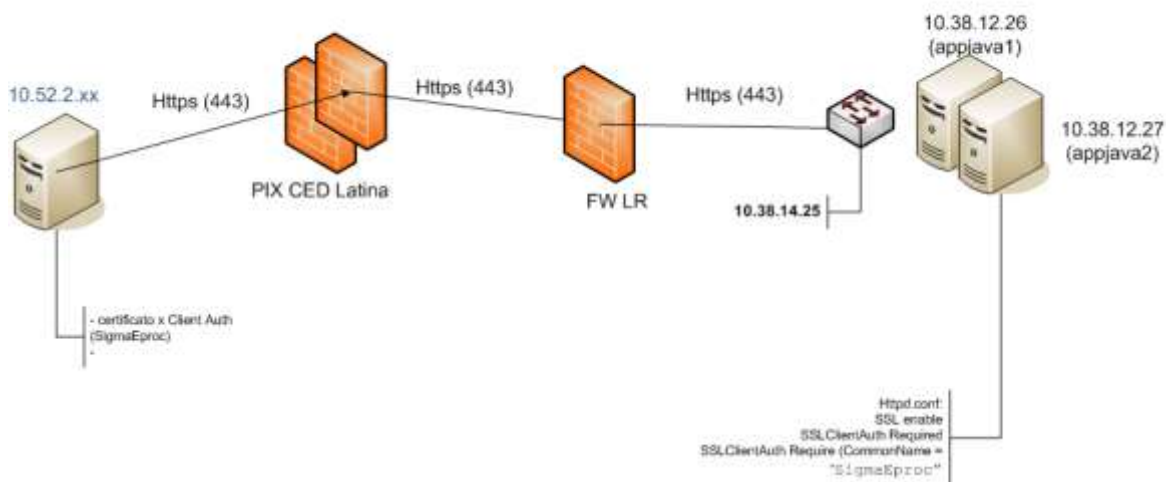 10.52.2.xx
Https (443)
PIX CED Latina
Https (443)
FW LR
Https (443)
10.38.14.25
10.38.12.26
(appjava1)
10.38.12.27
(appjava2)
- certificato x Client Auth
(SigmaEproc)
-
Httpd.conf:
SSL enable
SSLClientAuth Required
SSLClientAuth Require (CommonName =
"SigmaEproc"